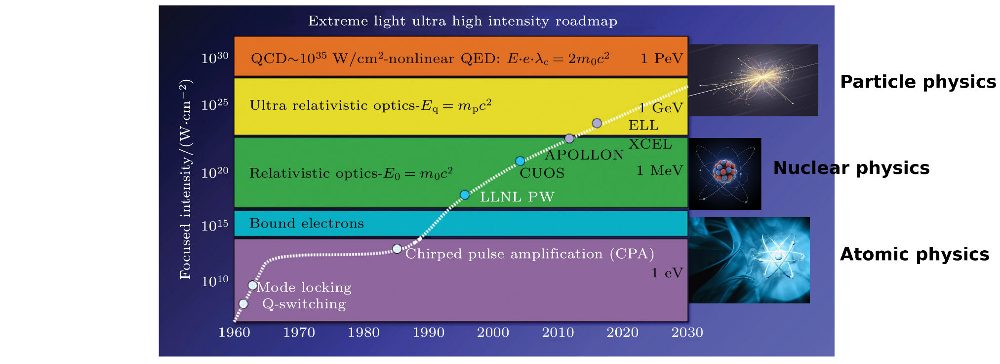 Extreme light ultra high intensity roadmap
Focused intensity/(W·cm⁻²)
10³⁰
QCD~10³⁵ W/cm²-nonlinear QED: E·e·λc = 2m₀c²
1 PeV
Particle physics
10²⁵
Ultra relativistic optics-Eq = mpc²
1 GeV
ELL
XCEL
APOLLON
10²⁰
Relativistic optics-E₀ = m₀c²
CUOS
1 MeV
Nuclear physics
LLNL PW
10¹⁵
Bound electrons
Chirped pulse amplification (CPA)
Atomic physics
1 eV
10¹⁰
Mode locking
Q-switching
1960 1970 1980 1990 2000 2010 2020 2030